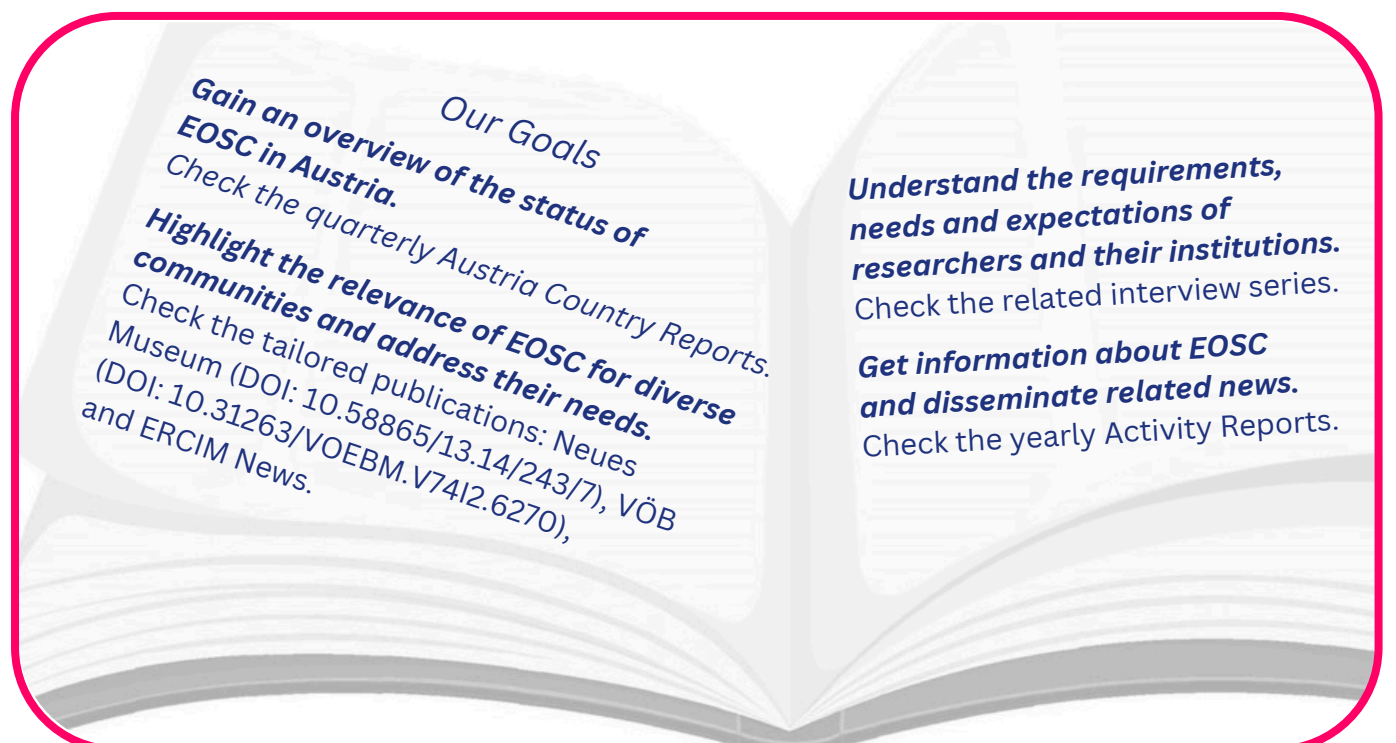 Our Goals
Gain an overview of the status of
EOSC in Austria.
Check the quarterly Austria Country Reports.
Highlight the relevance of EOSC for diverse
communities and address their needs.
Check the tailored publications: Neues
Museum (DOI: 10.58865/13.14/243/7), VÖB
(DOI: 10.31263/VOEBM.V74I2.6270),
and ERCIM News.
Understand the requirements,
needs and expectations of
researchers and their institutions.
Check the related interview series.
Get information about EOSC
and disseminate related news.
Check the yearly Activity Reports.